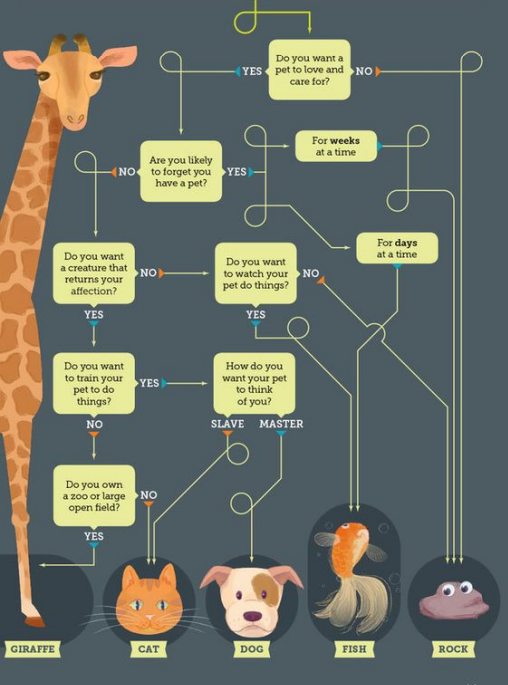 Do you want a
pet to love and
care for?
YES
NO
Are you likely
to forget you
have a pet?
NO
YES
For weeks
at a time
For days
at a time
Do you want
a creature that
returns your
affection?
NO
YES
Do you want
to watch your
pet do things?
NO
YES
Do you want
to train your
pet to do
things?
YES
NO
How do you
want your pet
to think
of you?
SLAVE
MASTER
Do you own
a zoo or large
open field?
NO
YES
GIRAFFE
CAT
DOG
FISH
ROCK